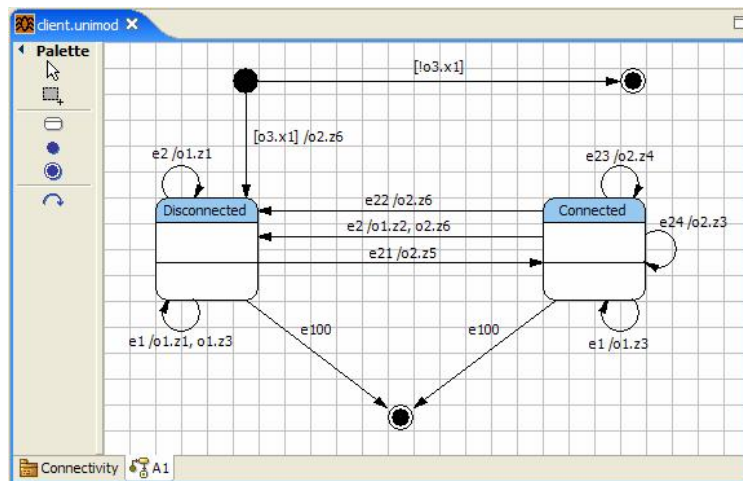 client.unimod
Palette
[!o3.x1]
[o3.x1] /o2.z6
e2 /o1.z1
e23 /o2.z4
Disconnected
e22 /o2.z6
Connected
e2 /o1.z2, o2.z6
e24 /o2.z3
e21 /o2.z5
e1 /o1.z1, o1.z3
e100
e100
e1 /o1.z3
Connectivity
A1